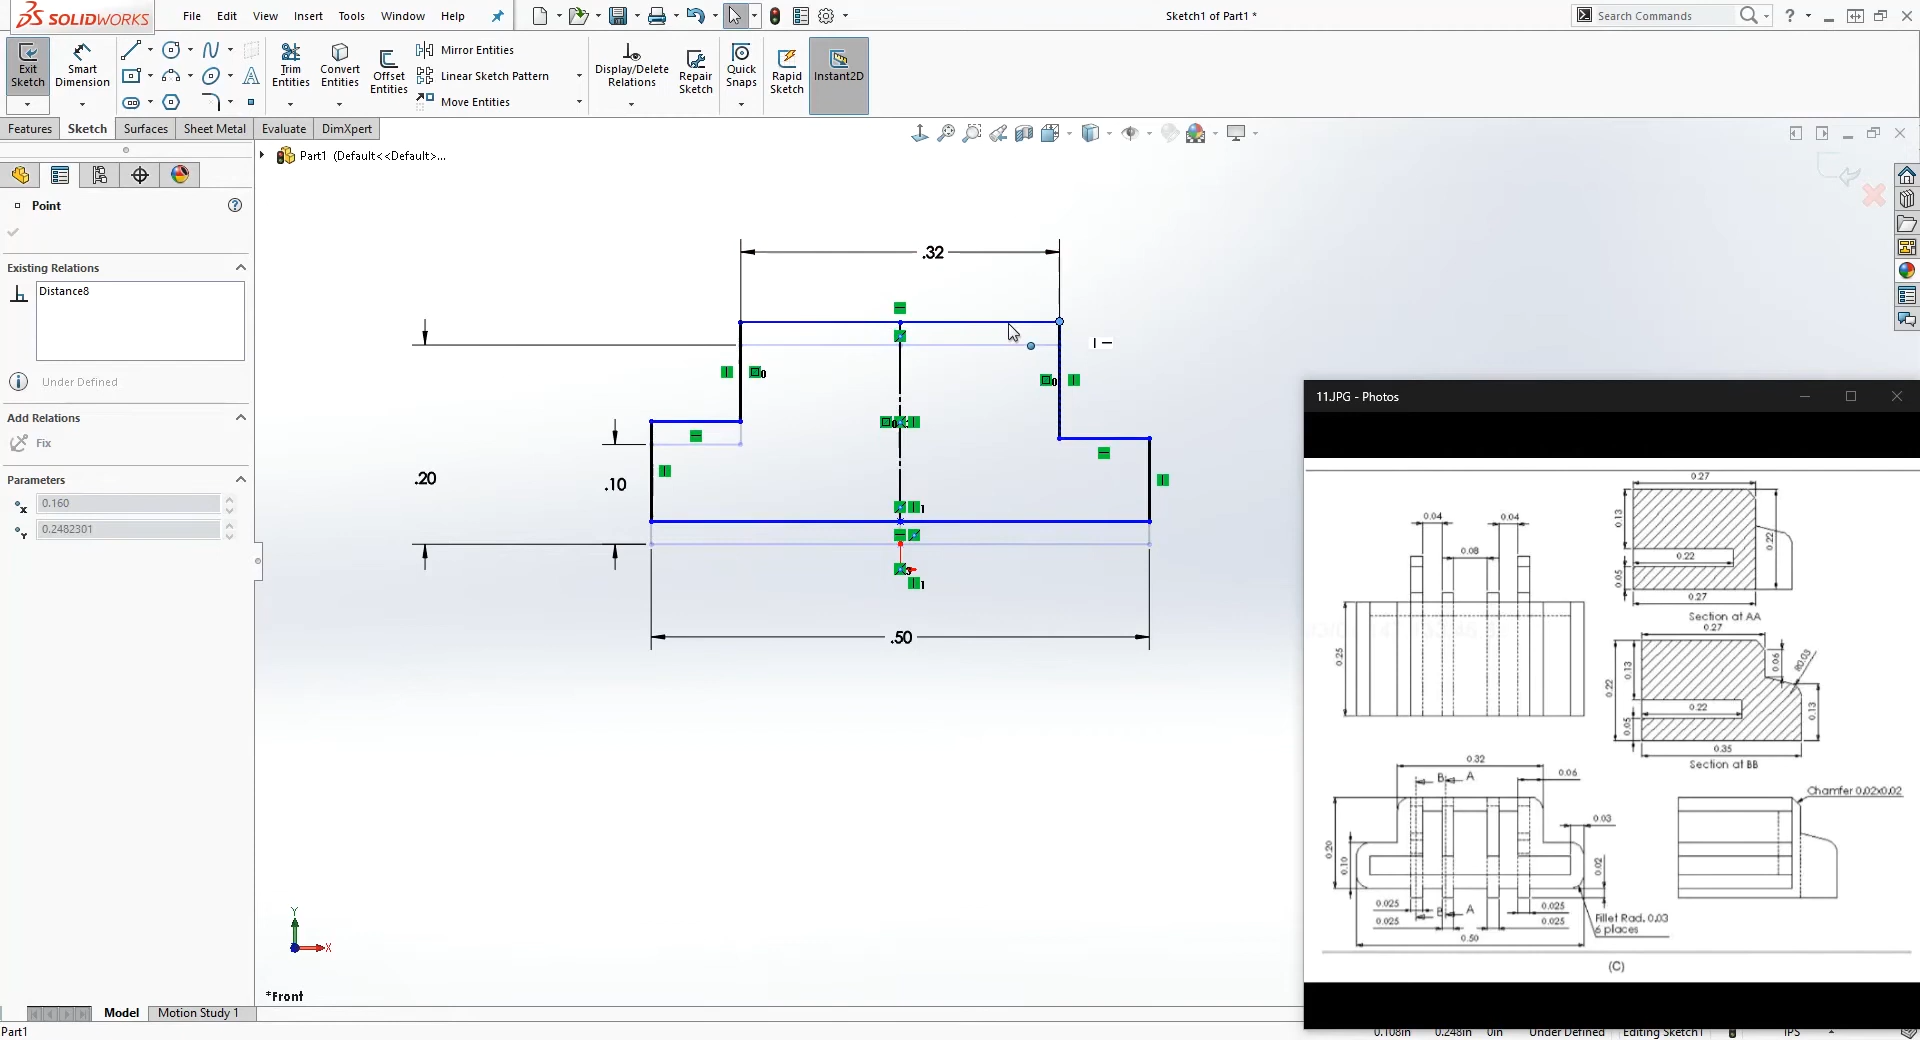 SOLIDWORKS
File Edit View Insert Tools Window Help
Sketch1 of Part1 *
Search Commands
Exit Sketch
Smart Dimension
Trim Entities
Convert Entities
Offset Entities
Mirror Entities
Linear Sketch Pattern
Move Entities
Display/Delete Relations
Repair Sketch
Quick Snaps
Rapid Sketch
Instant2D
Features Sketch Surfaces Sheet Metal Evaluate DimXpert
Part1 (Default<<Default>...
Point
Existing Relations
Distance8
Under Defined
Add Relations
Fix
Parameters
0.160
0.2482301
.32
.20
.10
.50
Y
X
*Front
11.JPG - Photos
0.27
0.04 0.04
0.13
0.08
0.22
0.22
0.05
0.27
Section at AA
0.25
0.27
0.13
0.06
R0.03
0.22
0.22
0.13
0.05
0.35
Section at BB
0.32
0.06
B A
Chamfer 0.02x0.02
0.03
0.20
0.10
0.02
0.025 0.025
B A
0.025 0.025
Fillet Rad. 0.03
6 places
0.50
(C)
Model Motion Study 1
Part1
0.108in 0.248in 0in Under Defined Editing Sketch1 IPS